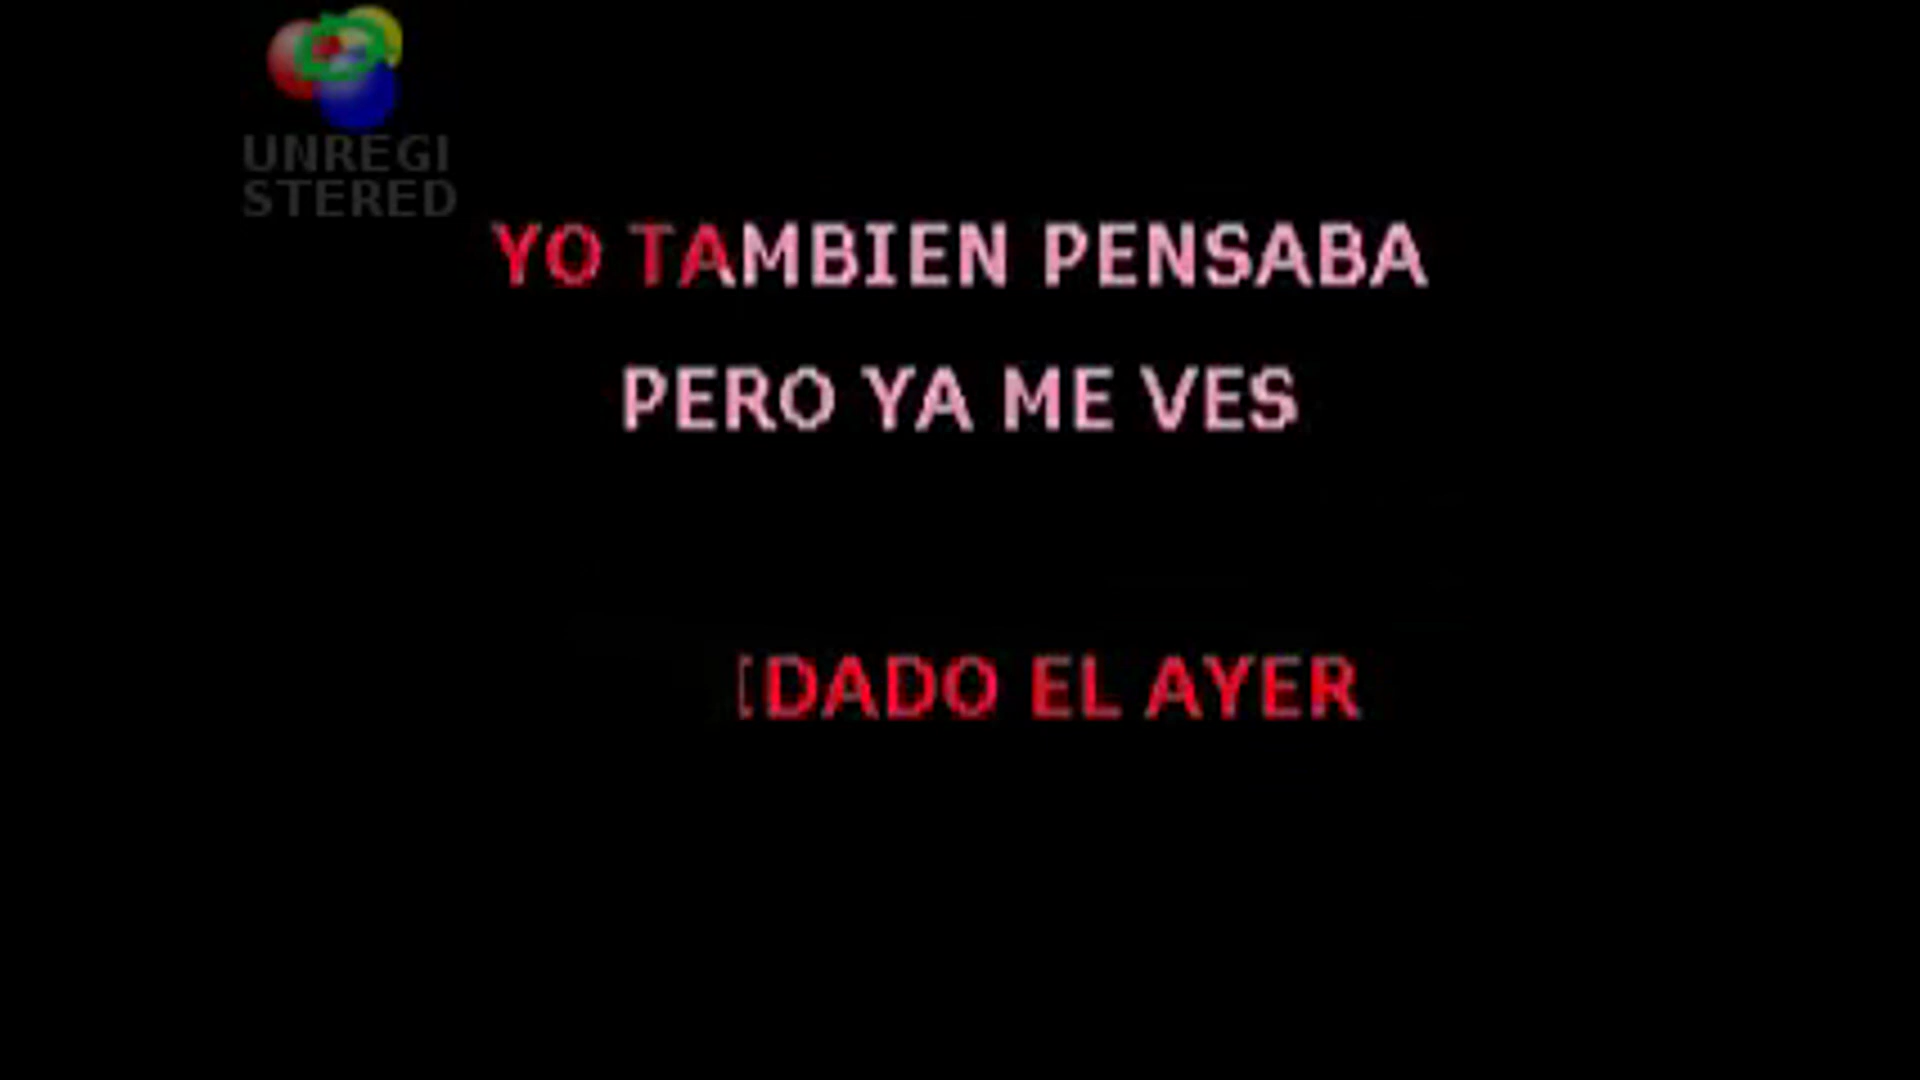 UNREGI
STERED
YO TAMBIEN PENSABA
PERO YA ME VES
DADO EL AYER